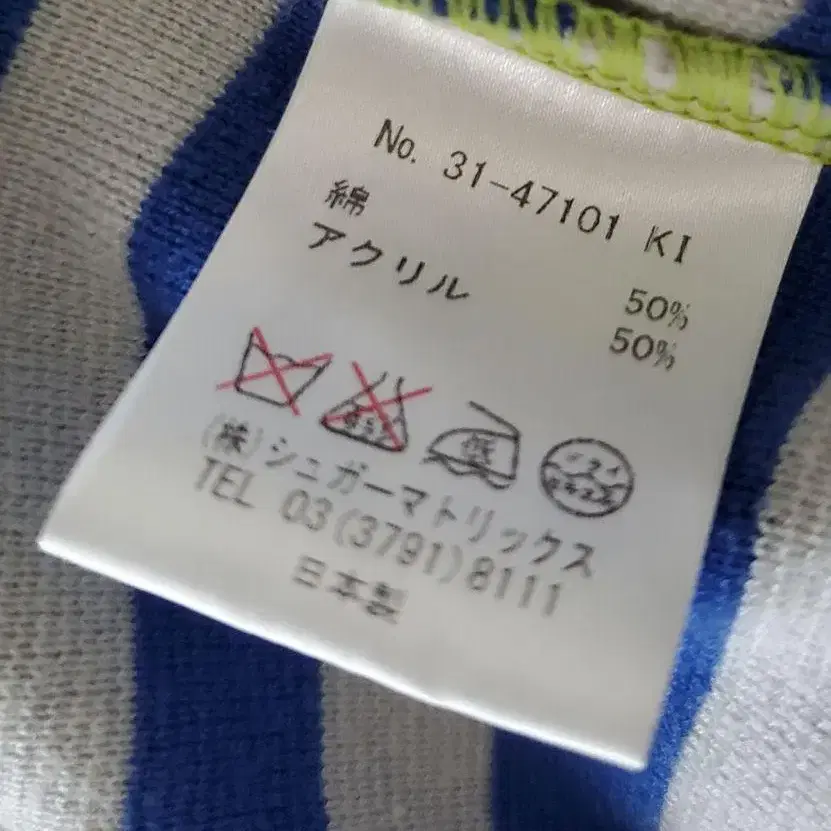 No. 31-47101 KI
綿 50%
アクリル 50%
低
(株)シュガーマトリックス
TEL 03(3791)8111
日本製